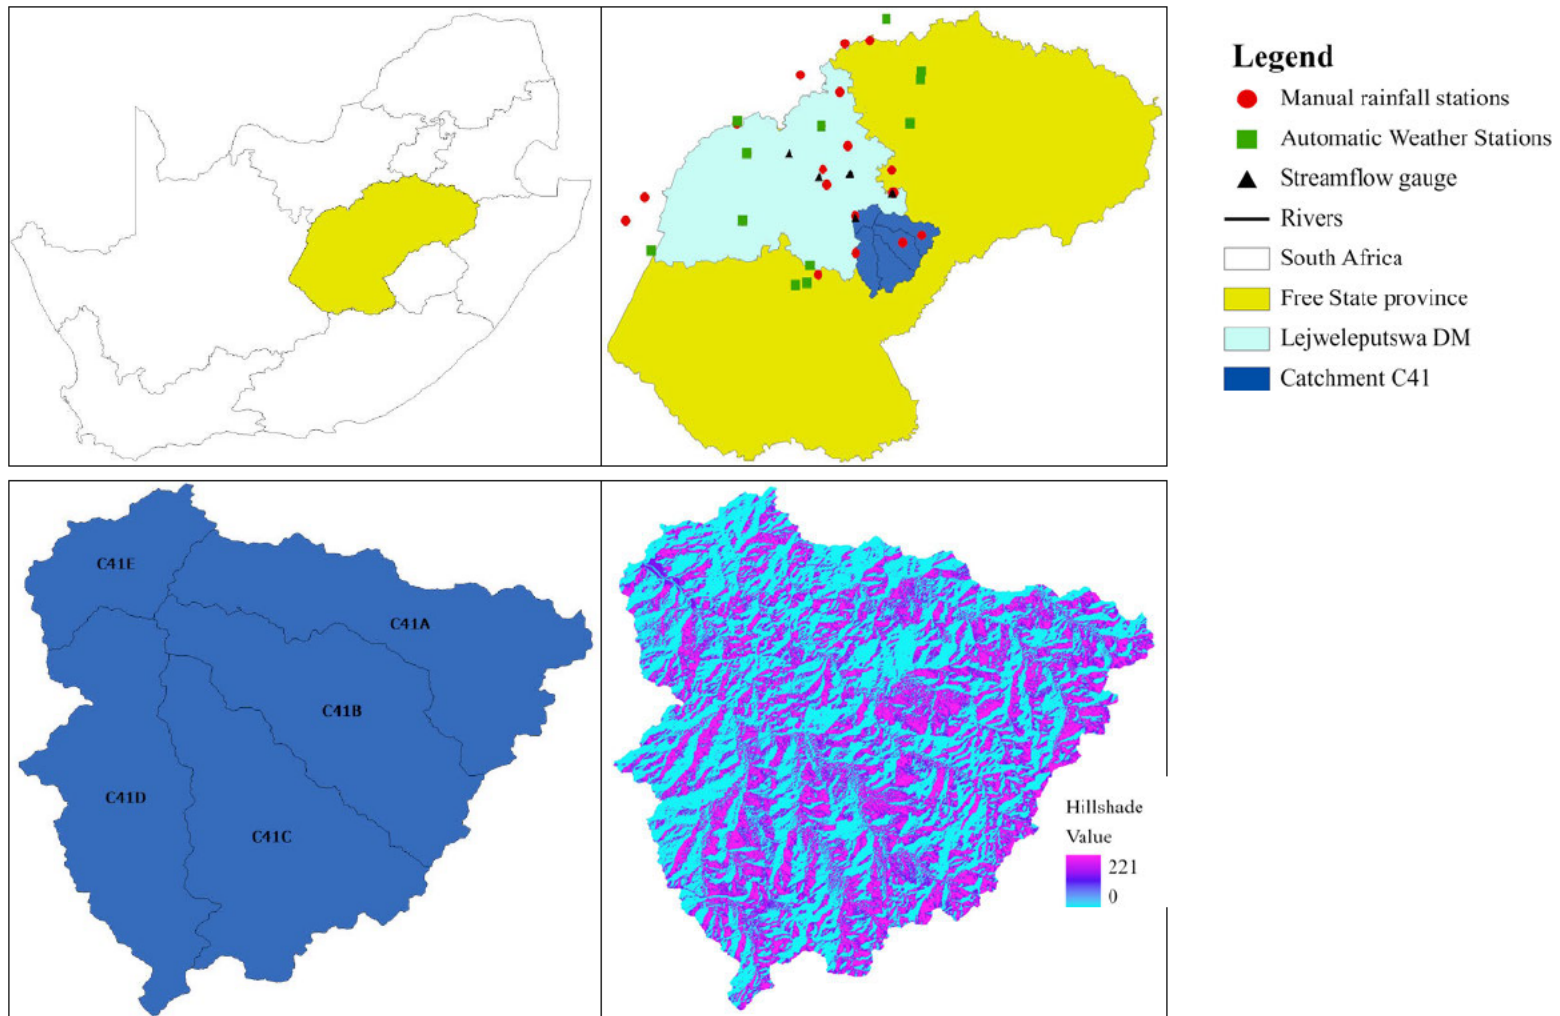 Legend
Manual rainfall stations
Automatic Weather Stations
Streamflow gauge
Rivers
South Africa
Free State province
Lejweleputswa DM
Catchment C41
C41E
C41A
C41B
C41D
C41C
Hillshade
Value
221
0